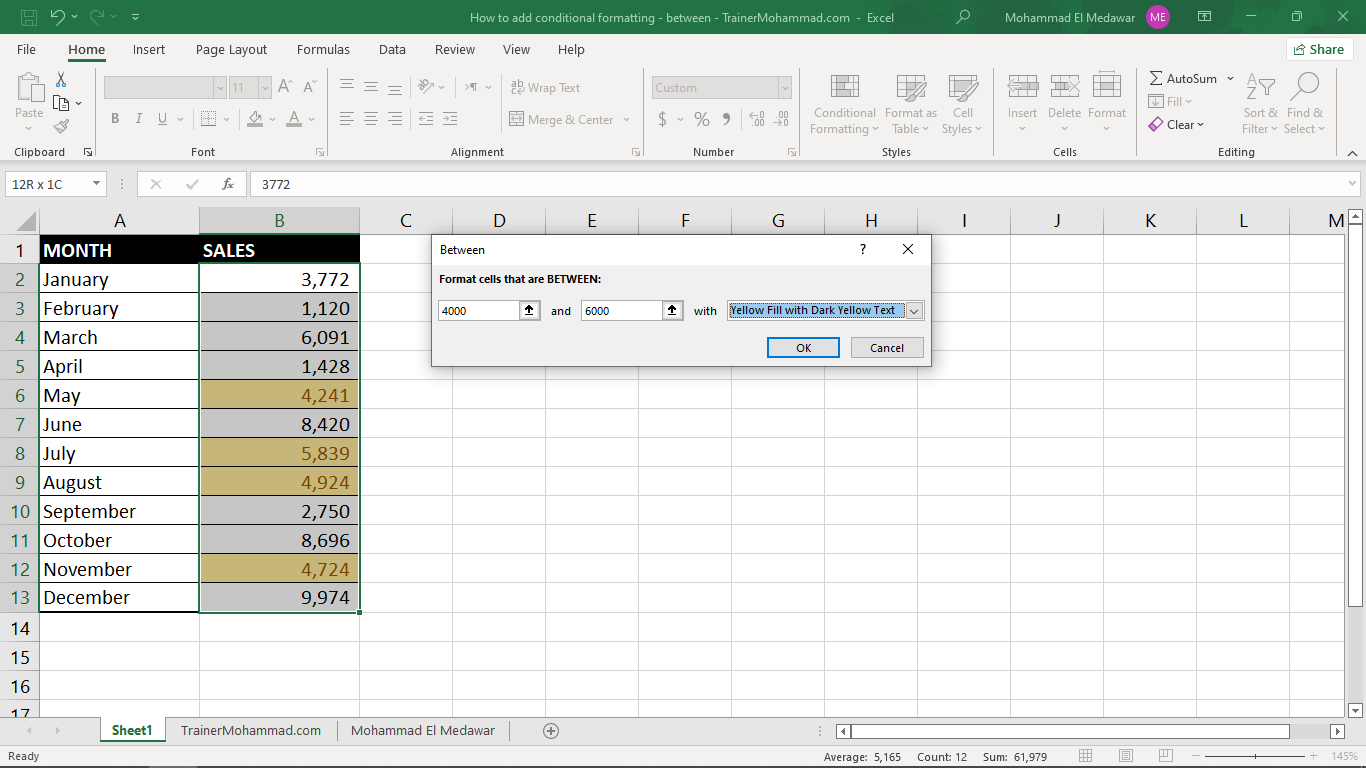 How to add conditional formatting - between - TrainerMohammad.com - Excel
Mohammad El Medawar ME
File Home Insert Page Layout Formulas Data Review View Help Share
Paste
Clipboard
11
B I U A
Font
Wrap Text
Merge & Center
Alignment
Custom
$ % 9
Number
Conditional Formatting
Format as Table
Cell Styles
Styles
Insert Delete Format
Cells
AutoSum
Fill
Clear
Sort & Filter
Find & Select
Editing
12R x 1C fx 3772
A B C D E F G H I J K L M
1 MONTH SALES
2 January 3,772
3 February 1,120
4 March 6,091
5 April 1,428
6 May 4,241
7 June 8,420
8 July 5,839
9 August 4,924
10 September 2,750
11 October 8,696
12 November 4,724
13 December 9,974
14
15
16
17
Between ?
Format cells that are BETWEEN:
4000 and 6000 with Yellow Fill with Dark Yellow Text
OK Cancel
Sheet1 TrainerMohammad.com Mohammad El Medawar
Ready Average: 5,165 Count: 12 Sum: 61,979 145%